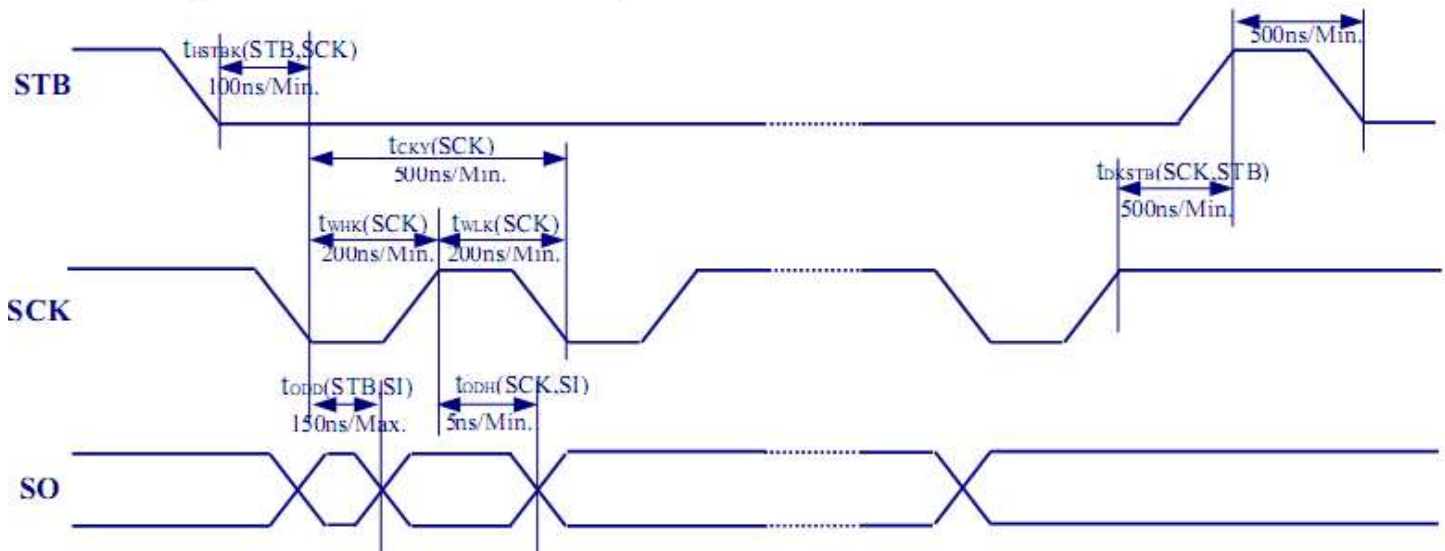 500ns/Min.
tHSTBK(STB,SCK)
100ns/Min.
STB
tCKY(SCK)
500ns/Min.
tDKSTB(SCK,STB)
500ns/Min.
tWHK(SCK)
tWLK(SCK)
200ns/Min.
200ns/Min.
SCK
tODD(STB,SI)
tODH(SCK,SI)
150ns/Max.
5ns/Min.
SO